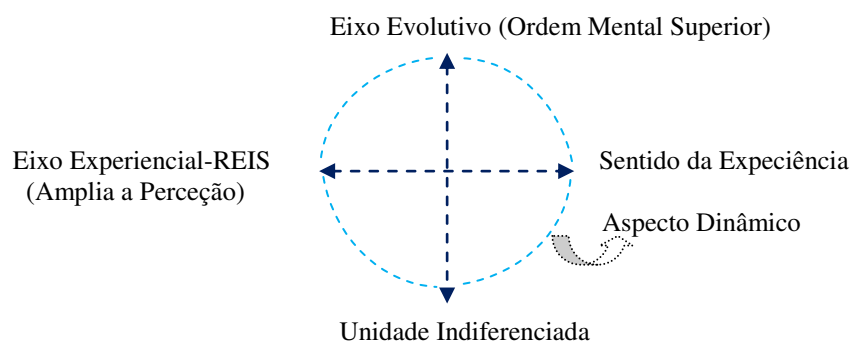 Eixo Evolutivo (Ordem Mental Superior)
Eixo Experiencial-REIS
(Amplia a Perceção)
Sentido da Expeciência
Aspecto Dinâmico
Unidade Indiferenciada